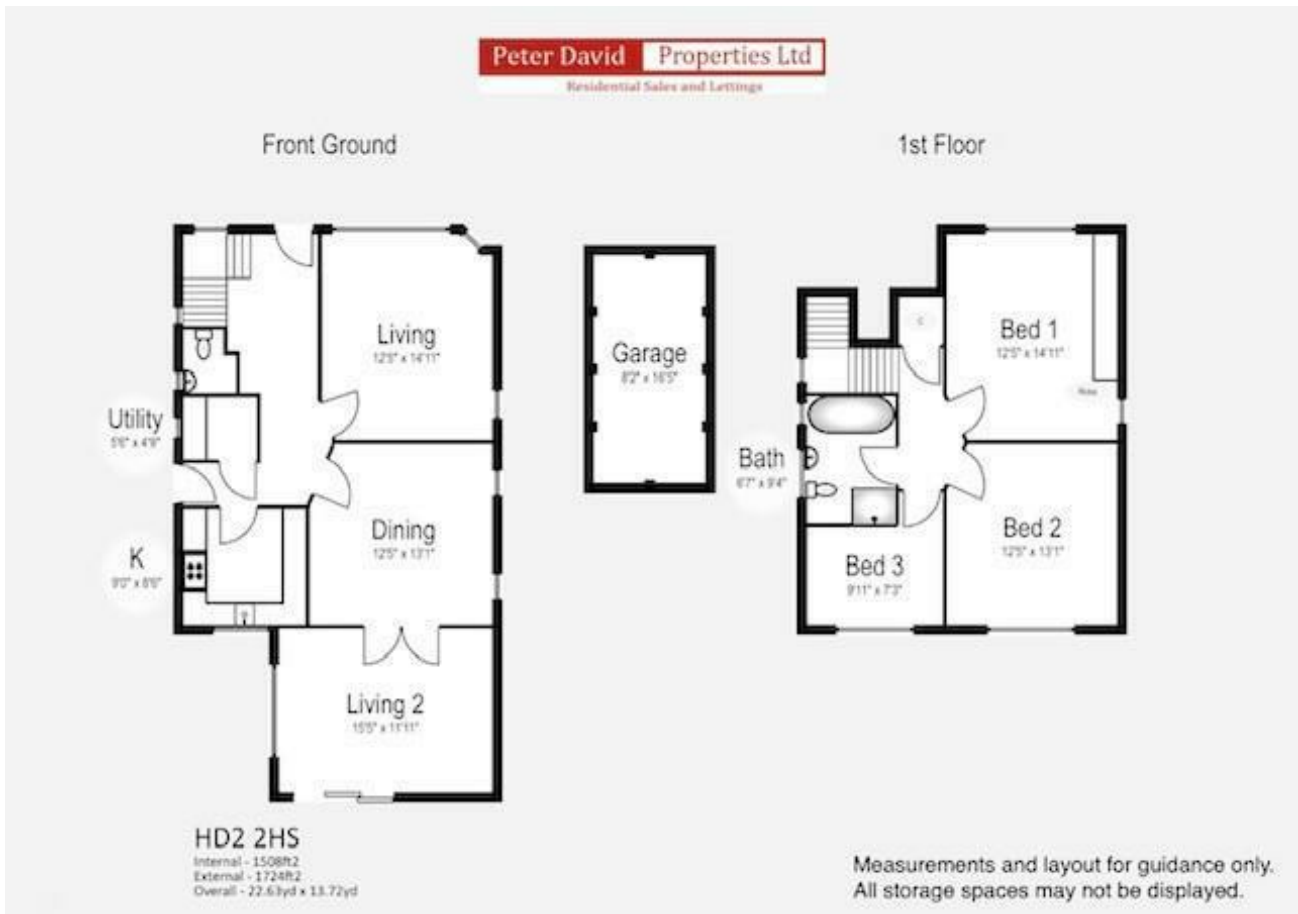 Peter David Properties Ltd
Residential Sales and Lettings
Front Ground
1st Floor
Living
12'5" x 14'11"
Utility
5'6" x 4'9"
K
9'0" x 8'6"
Dining
12'5" x 13'1"
Living 2
15'5" x 11'11"
Garage
8'2" x 16'5"
C
Bed 1
12'5" x 14'11"
Bath
6'7" x 9'4"
Bed 2
12'5" x 13'1"
Bed 3
9'11" x 7'3"
HD2 2HS
Internal - 1508ft2
External - 1724ft2
Overall - 22.63yd x 13.72yd
Measurements and layout for guidance only.
All storage spaces may not be displayed.